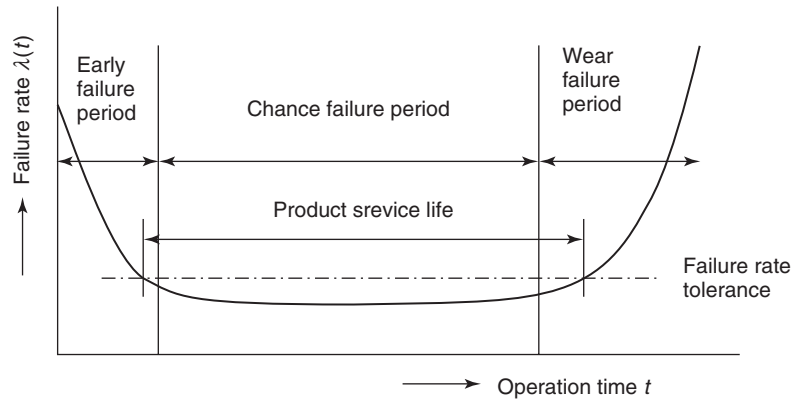 Failure rate λ(t)
Early
failure
period
Chance failure period
Wear
failure
period
Product srevice life
Failure rate
tolerance
Operation time t